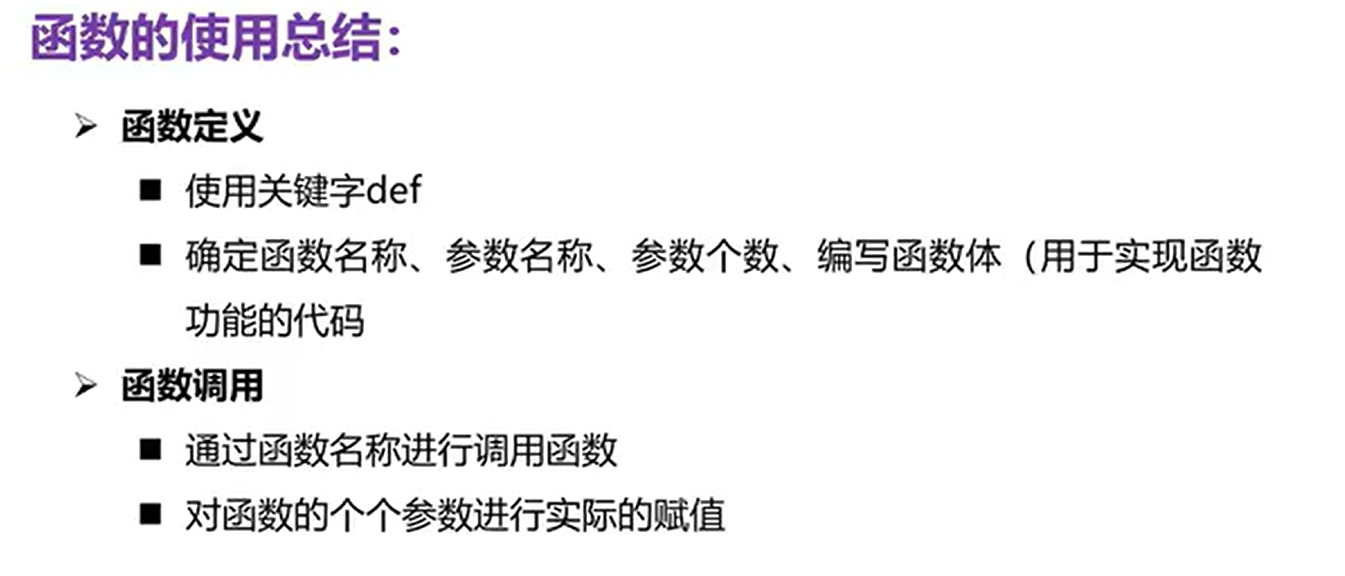 函数的使用总结：
函数定义
使用关键字def
确定函数名称、参数名称、参数个数、编写函数体（用于实现函数
功能的代码
函数调用
通过函数名称进行调用函数
对函数的个个参数进行实际的赋值